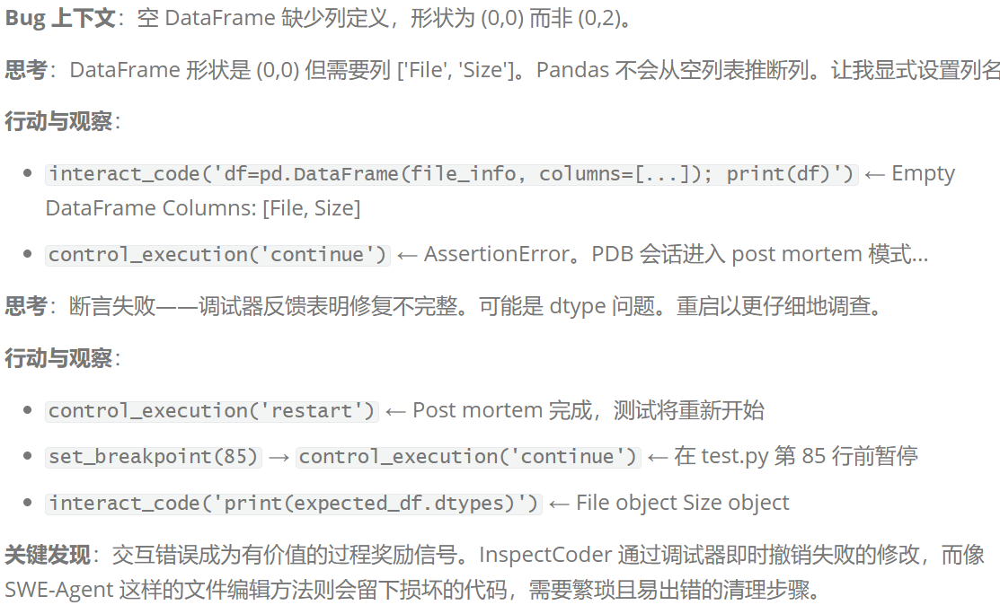 Bug 上下文：空 DataFrame 缺少列定义，形状为 (0,0) 而非 (0,2)。
思考：DataFrame 形状是 (0,0) 但需要列 ['File', 'Size']。Pandas 不会从空列表推断列。让我显式设置列名
行动与观察：
interact_code('df=pd.DataFrame(file_info, columns=[...]); print(df)') ← Empty
DataFrame Columns: [File, Size]
control_execution('continue') ← AssertionError。PDB 会话进入 post mortem 模式...
思考：断言失败——调试器反馈表明修复不完整。可能是 dtype 问题。重启以更仔细地调查。
行动与观察：
control_execution('restart') ← Post mortem 完成，测试将重新开始
set_breakpoint(85) → control_execution('continue') ← 在 test.py 第 85 行前暂停
interact_code('print(expected_df.dtypes)') ← File object Size object
关键发现：交互错误成为有价值的过程奖励信号。InspectCoder 通过调试器即时撤销失败的修改，而像
SWE-Agent 这样的文件编辑方法则会留下损坏的代码，需要繁琐且易出错的清理步骤。